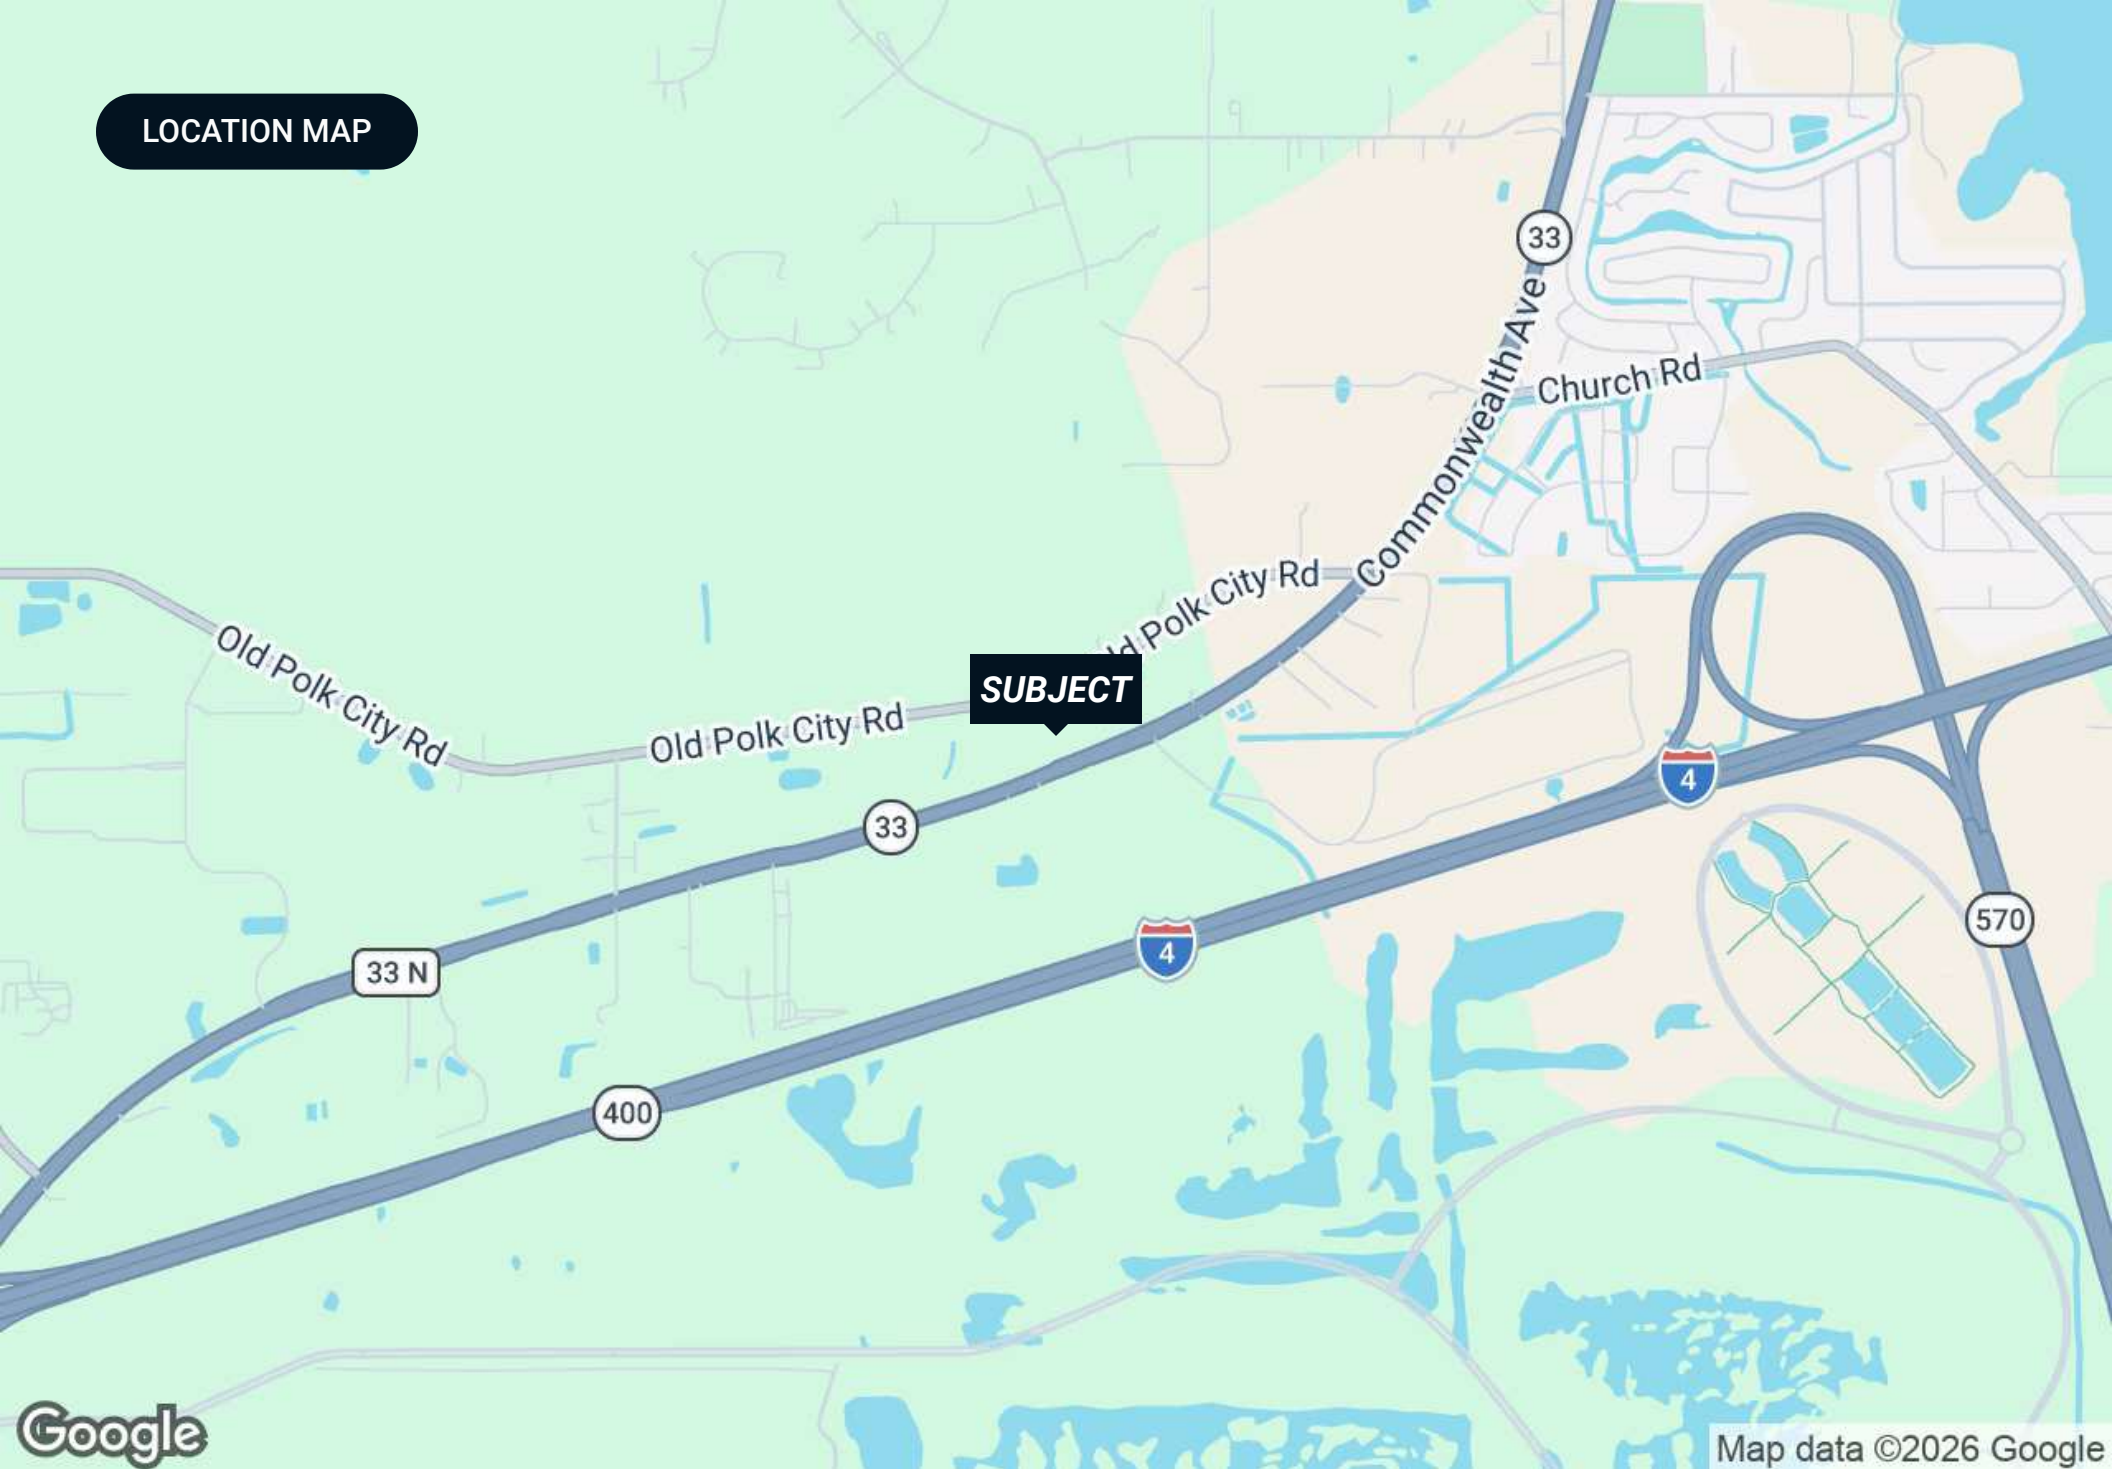 LOCATION MAP
33
Commonwealth Ave
Church Rd
Old Polk City Rd
Polk City Rd
SUBJECT
Old Polk City Rd
4
33
570
4
33 N
400
Google
Map data ©2026 Google